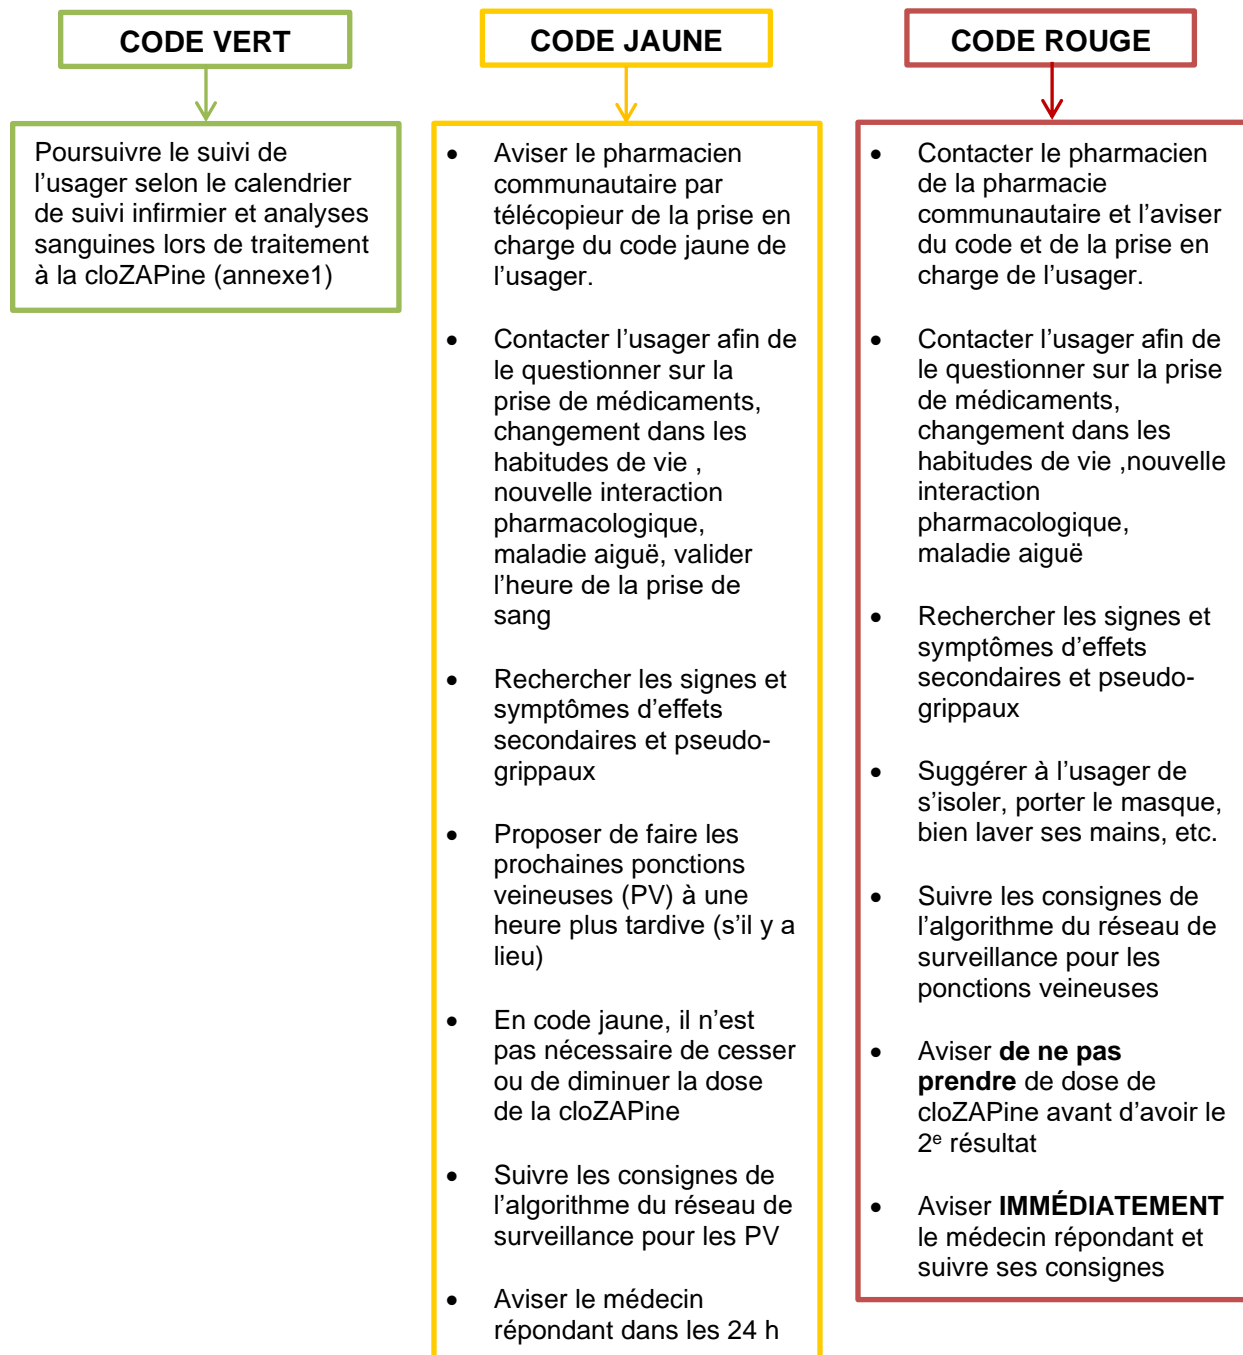 CODE VERT
Poursuivre le suivi de
l’usager selon le calendrier
de suivi infirmier et analyses
sanguines lors de traitement
à la cloZAPine (annexe1)
CODE JAUNE
• Aviser le pharmacien
communautaire par
télécopieur de la prise en
charge du code jaune de
l’usager.
• Contacter l’usager afin de
le questionner sur la
prise de médicaments,
changement dans les
habitudes de vie ,
nouvelle interaction
pharmacologique,
maladie aiguë, valider
l’heure de la prise de
sang
• Rechercher les signes et
symptômes d’effets
secondaires et pseudo-
grippaux
• Proposer de faire les
prochaines ponctions
veineuses (PV) à une
heure plus tardive (s’il y a
lieu)
• En code jaune, il n’est
pas nécessaire de cesser
ou de diminuer la dose
de la cloZAPine
• Suivre les consignes de
l’algorithme du réseau de
surveillance pour les PV
• Aviser le médecin
répondant dans les 24 h
CODE ROUGE
• Contacter le pharmacien
de la pharmacie
communautaire et l’aviser
du code et de la prise en
charge de l’usager.
• Contacter l’usager afin de
le questionner sur la prise
de médicaments,
changement dans les
habitudes de vie ,nouvelle
interaction
pharmacologique,
maladie aiguë
• Rechercher les signes et
symptômes d’effets
secondaires et pseudo-
grippaux
• Suggérer à l’usager de
s’isoler, porter le masque,
bien laver ses mains, etc.
• Suivre les consignes de
l’algorithme du réseau de
surveillance pour les
ponctions veineuses
• Aviser de ne pas
prendre de dose de
cloZAPine avant d’avoir le
2e résultat
• Aviser IMMÉDIATEMENT
le médecin répondant et
suivre ses consignes